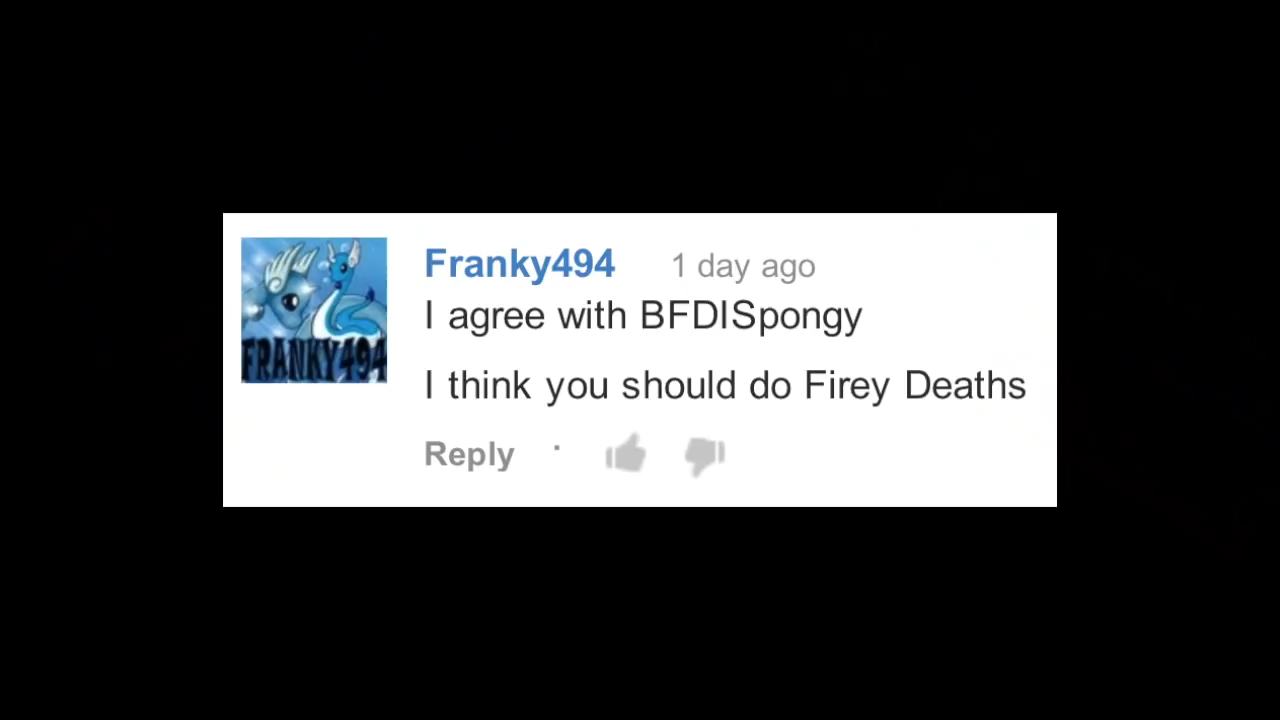 FRANKY494
Franky494 1 day ago
I agree with BFDISpongy
I think you should do Firey Deaths
Reply ·